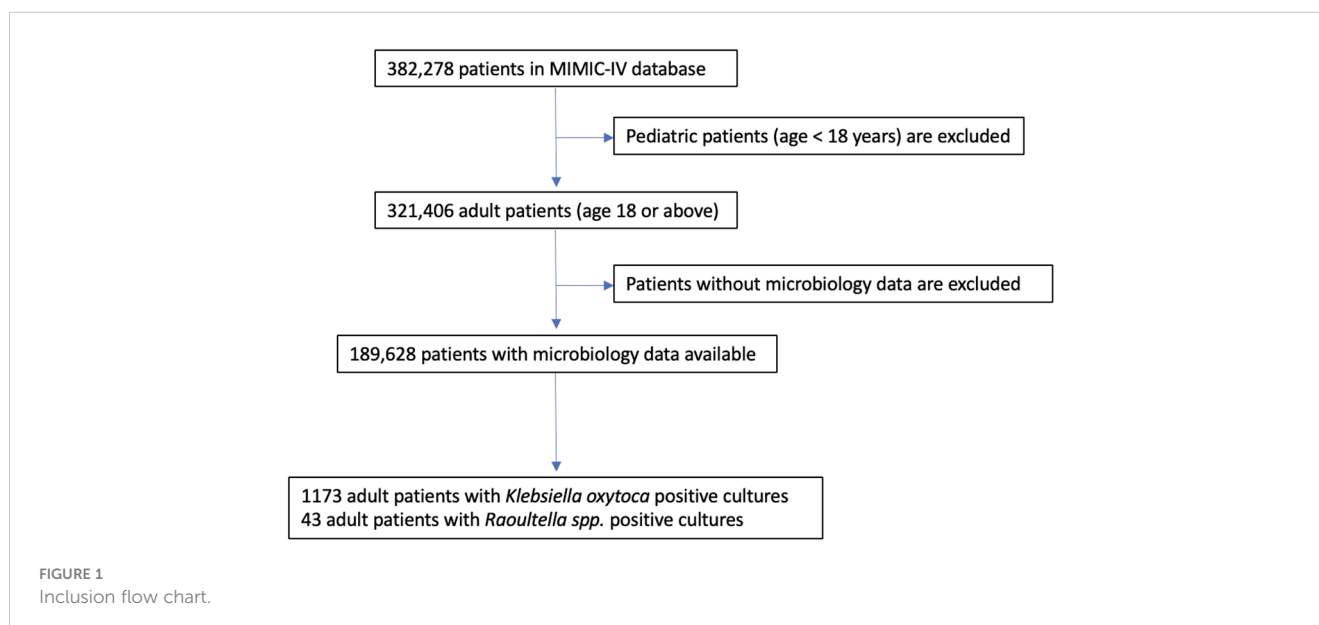 382,278 patients in MIMIC-IV database
Pediatric patients (age < 18 years) are excluded
321,406 adult patients (age 18 or above)
Patients without microbiology data are excluded
189,628 patients with microbiology data available
1173 adult patients with Klebsiella oxytoca positive cultures
43 adult patients with Raoultella spp. positive cultures
FIGURE 1
Inclusion flow chart.